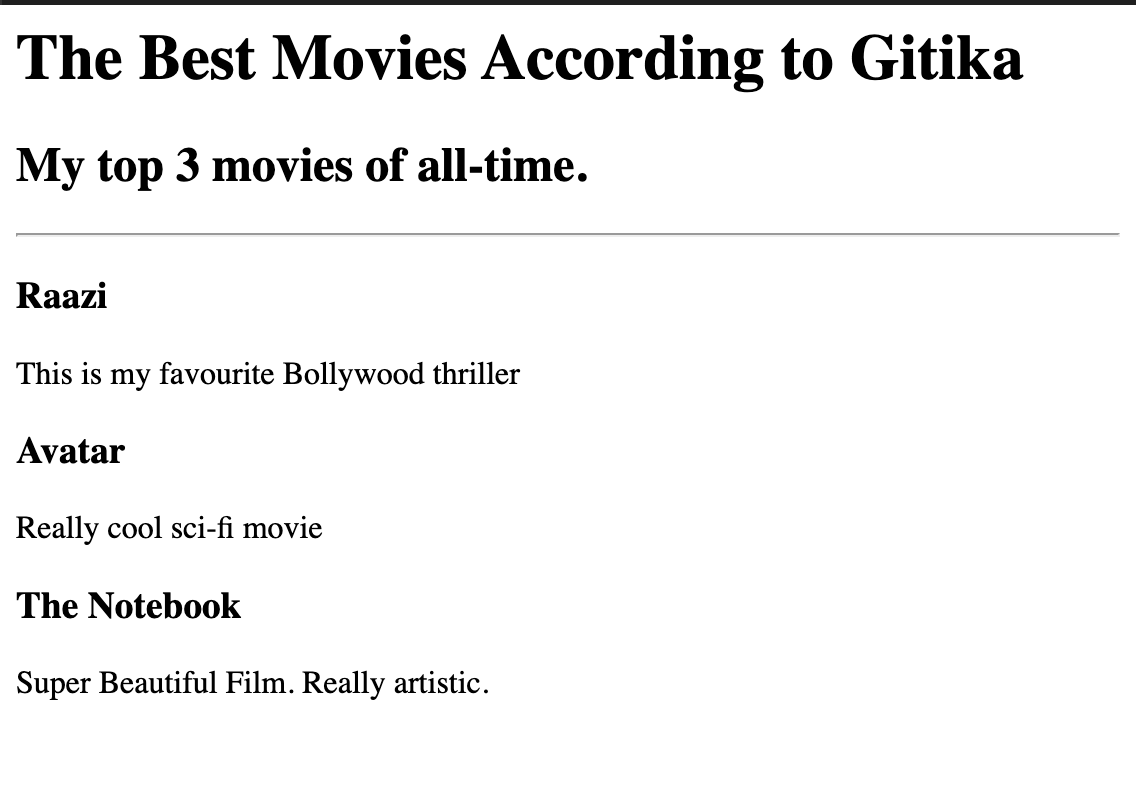 The Best Movies According to Gitika
My top 3 movies of all-time.
Raazi
This is my favourite Bollywood thriller
Avatar
Really cool sci-fi movie
The Notebook
Super Beautiful Film. Really artistic.